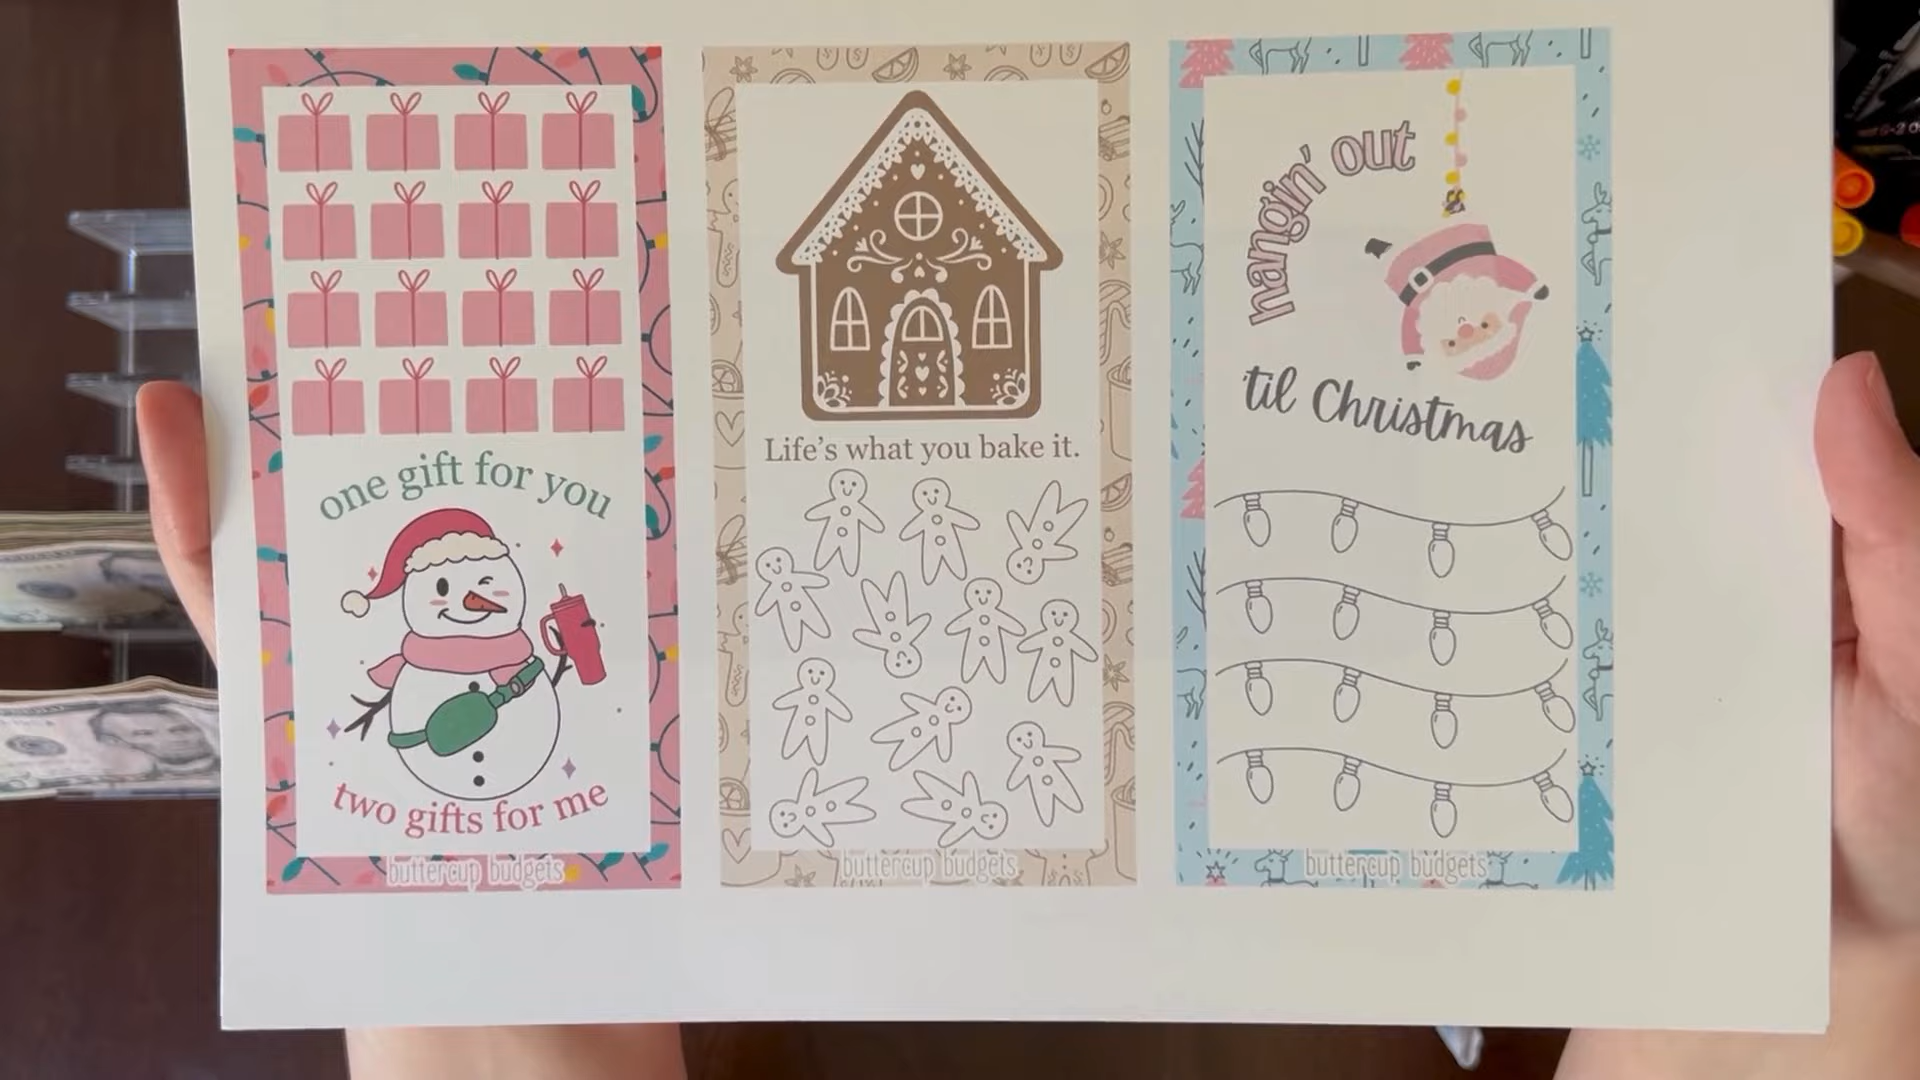 one gift for you
two gifts for me
buttercup budgets
Life's what you bake it.
buttercup budgets
hangin' out
'til Christmas
buttercup budgets